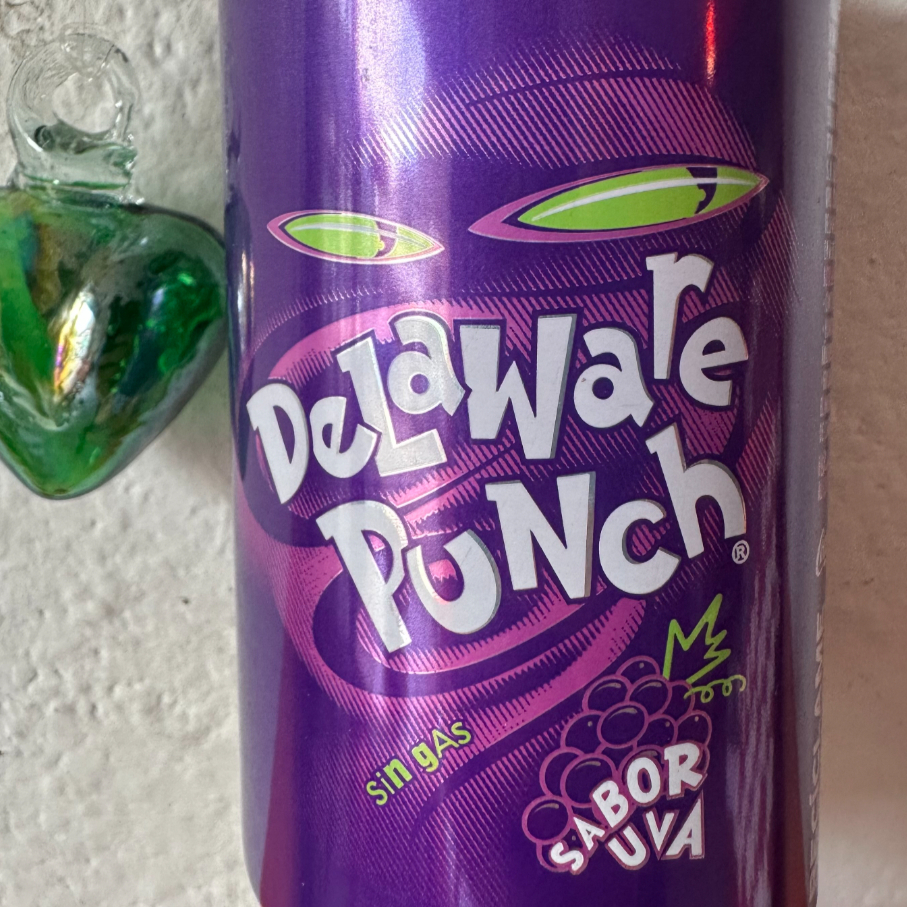 Delaware
Punch®
sin gas
SABOR
UVA